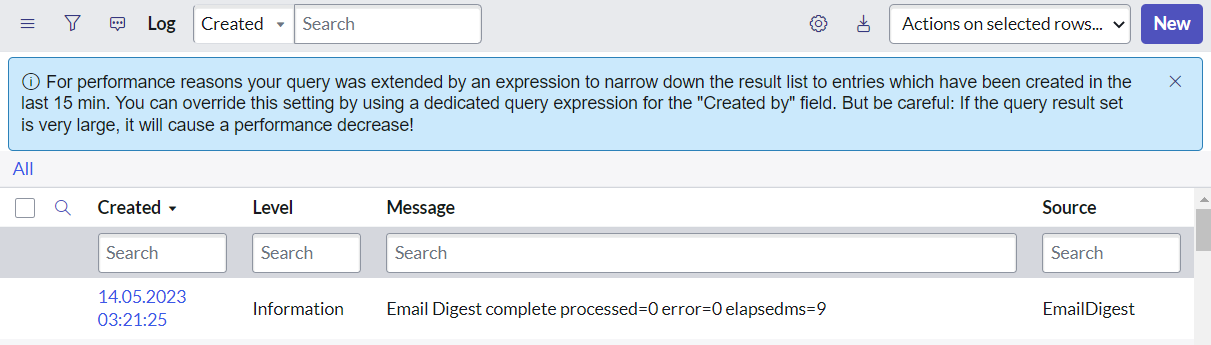 Log Created Search Actions on selected rows... New
For performance reasons your query was extended by an expression to narrow down the result list to entries which have been created in the
last 15 min. You can override this setting by using a dedicated query expression for the "Created by" field. But be careful: If the query result set
is very large, it will cause a performance decrease!
All
Created Level Message Source
Search Search Search Search
14.05.2023
03:21:25 Information Email Digest complete processed=0 error=0 elapsedms=9 EmailDigest